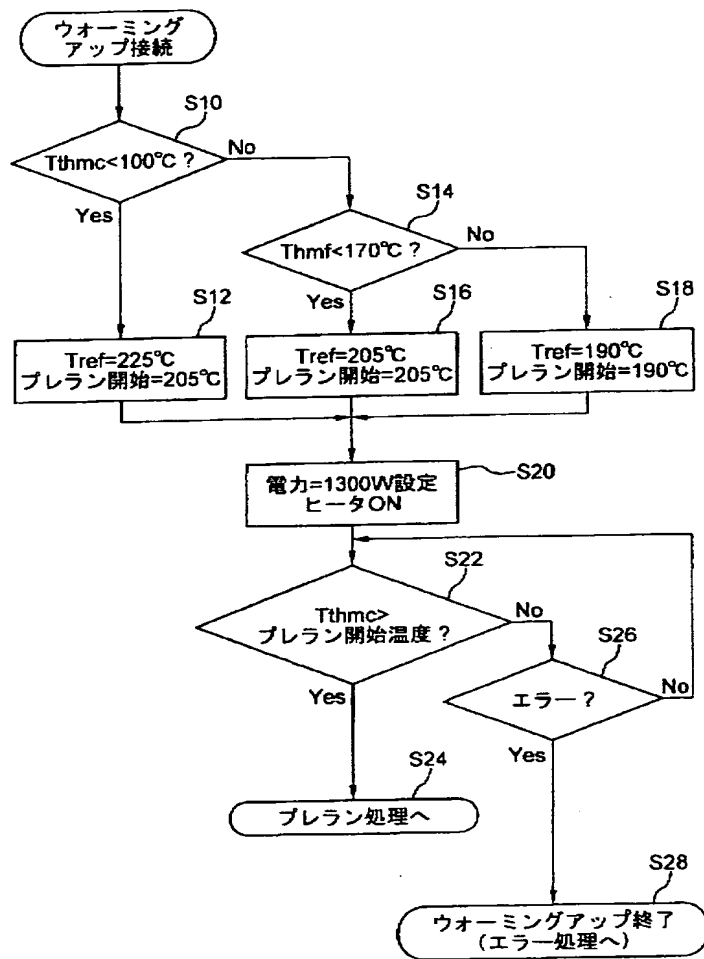 ウォーミング
アップ接続
S10
Tthmc<100℃?
No
Yes
S14
Thmf<170℃?
No
Yes
S12
Tref=225℃
プレラン開始=205℃
S16
Tref=205℃
プレラン開始=205℃
S18
Tref=190℃
プレラン開始=190℃
S20
電力=1300W設定
ヒータON
S22
Tthmc>
プレラン開始温度?
No
Yes
S26
エラー?
No
Yes
S24
プレラン処理へ
S28
ウォーミングアップ終了
(エラー処理へ)